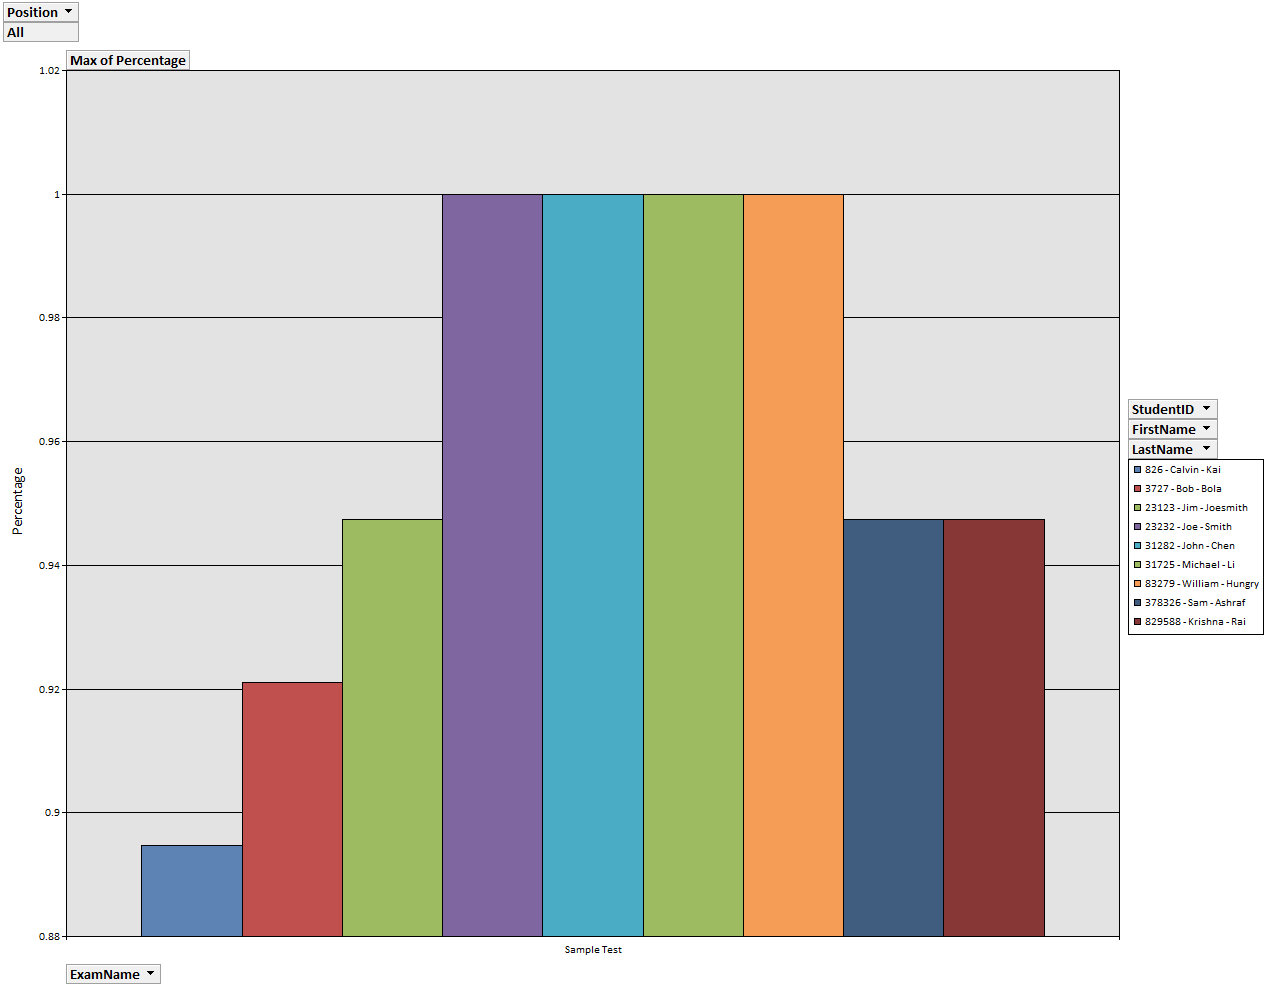 Position
All
Max of Percentage
1.02
1
0.98
0.96
0.94
0.92
0.9
0.88
Percentage
Sample Test
ExamName
StudentID
FirstName
LastName
826 - Calvin - Kai
3727 - Bob - Bola
23123 - Jim - Joesmith
23232 - Joe - Smith
31282 - John - Chen
31725 - Michael - Li
83279 - William - Hungry
378326 - Sam - Ashraf
829588 - Krishna - Rai